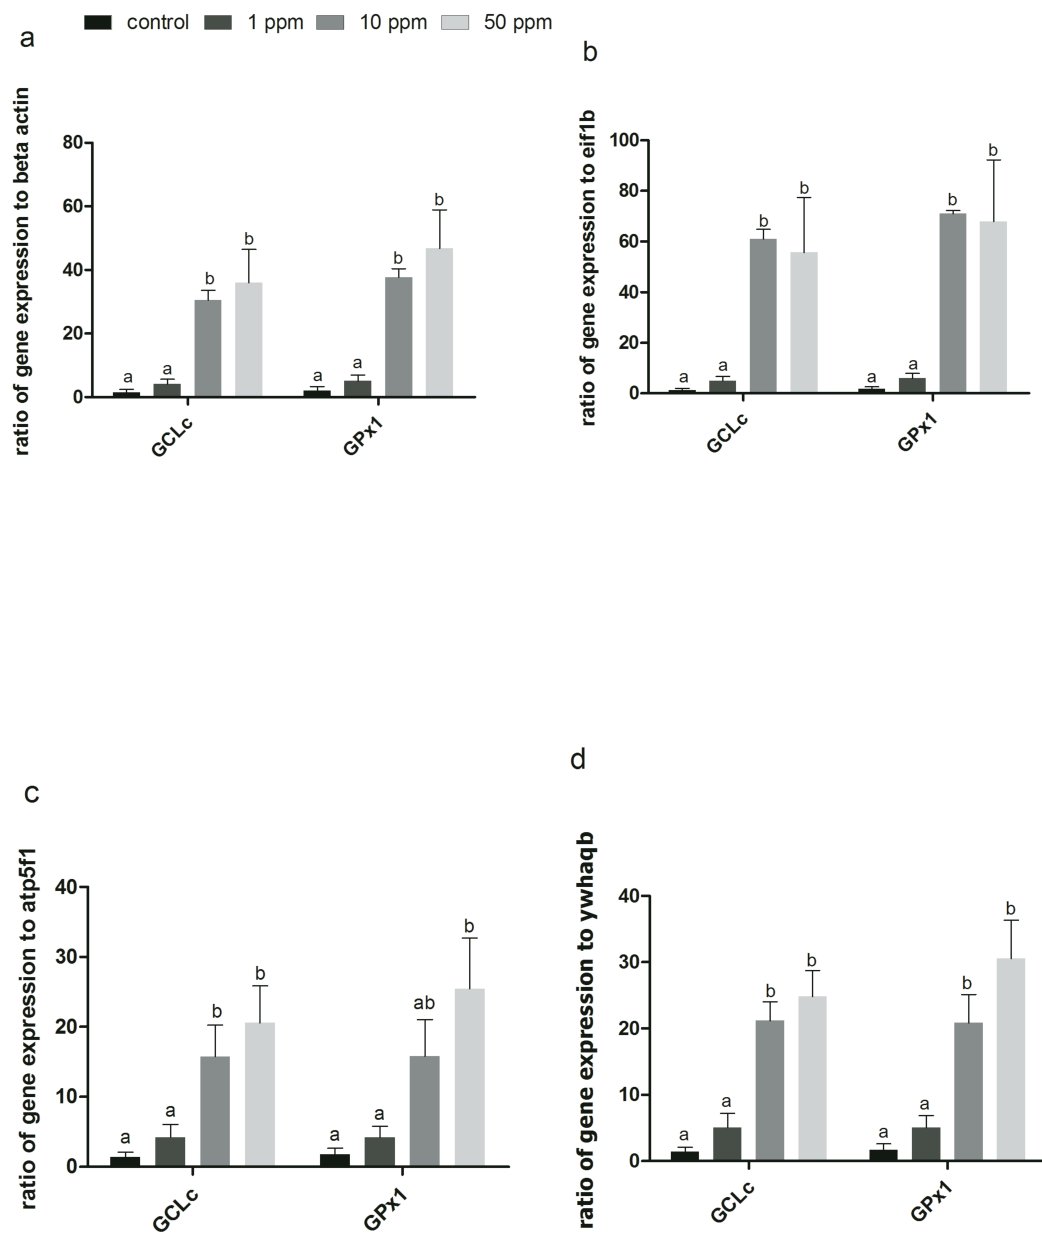 control 1 ppm 10 ppm 50 ppm
a
ratio of gene expression to beta actin
80
60
40
20
0
a a b b a a b b
GCLc GPx1
b
ratio of gene expression to eif1b
100
80
60
40
20
0
a a b b a a b b
GCLc GPx1
c
ratio of gene expression to atp5f1
40
30
20
10
0
a a b b a a ab b
GCLc GPx1
d
ratio of gene expression to ywhaqb
40
30
20
10
0
a a b b a a b b
GCLc GPx1